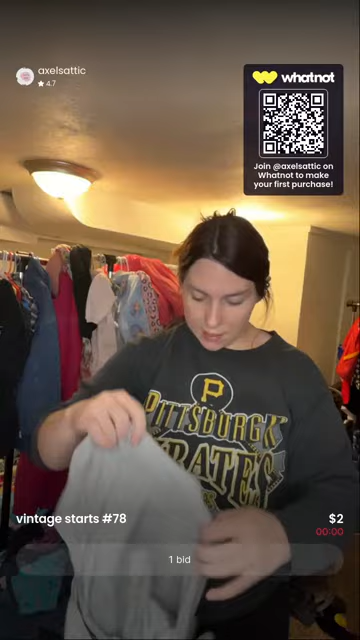 axelsattic
4.7
whatnot
Join @axelsattic on
Whatnot to make
your first purchase!
P
PITTSBURGH
PIRATES
vintage starts #78
$2
00:00
1 bid